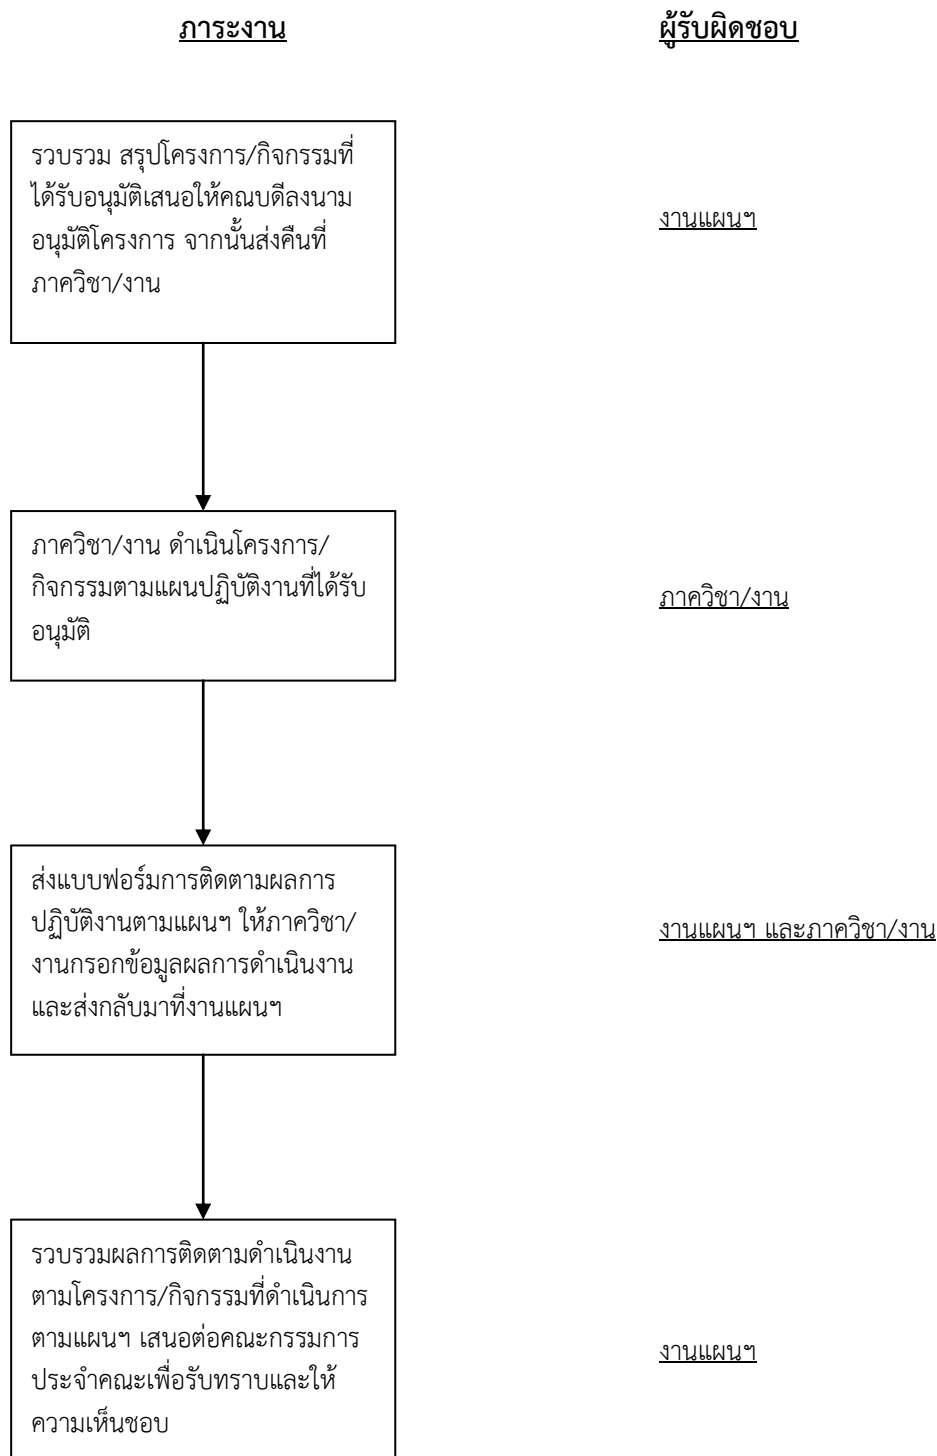 ภาระงาน
ผู้รับผิดชอบ
รวบรวม สรุปโครงการ/กิจกรรมที่
ได้รับอนุมัติเสนอให้คณบดีลงนาม
อนุมัติโครงการ จากนั้นส่งคืนที่
ภาควิชา/งาน
งานแผนฯ
ภาควิชา/งาน ดำเนินโครงการ/
กิจกรรมตามแผนปฏิบัติงานที่ได้รับ
อนุมัติ
ภาควิชา/งาน
ส่งแบบฟอร์มการติดตามผลการ
ปฏิบัติงานตามแผนฯ ให้ภาควิชา/
งานกรอกข้อมูลผลการดำเนินงาน
และส่งกลับมาที่งานแผนฯ
งานแผนฯ และภาควิชา/งาน
รวบรวมผลการติดตามดำเนินงาน
ตามโครงการ/กิจกรรมที่ดำเนินการ
ตามแผนฯ เสนอต่อคณะกรรมการ
ประจำคณะเพื่อรับทราบและให้
ความเห็นชอบ
งานแผนฯ